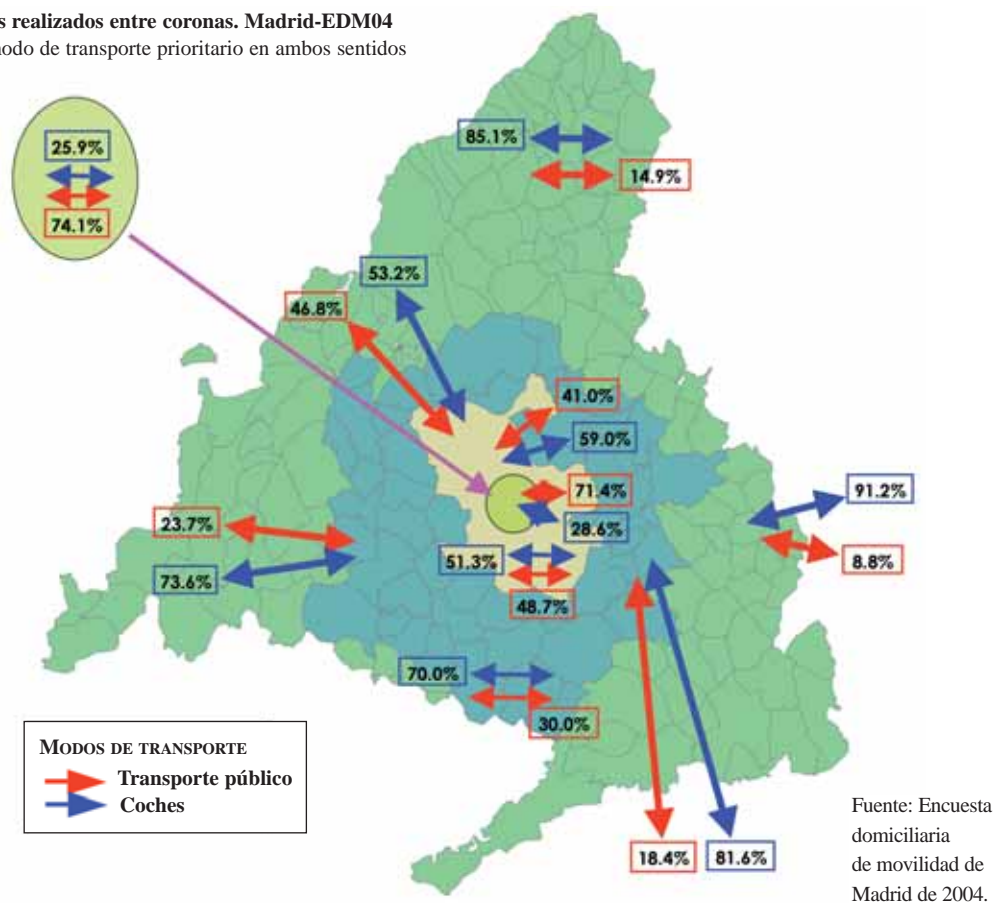 s realizados entre coronas. Madrid-EDM04
modo de transporte prioritario en ambos sentidos
25.9%
74.1%
85.1%
14.9%
53.2%
46.8%
41.0%
59.0%
71.4%
28.6%
91.2%
8.8%
23.7%
73.6%
51.3%
48.7%
70.0%
30.0%
MODOS DE TRANSPORTE
Transporte público
Coches
18.4%
81.6%
Fuente: Encuesta
domiciliaria
de movilidad de
Madrid de 2004.